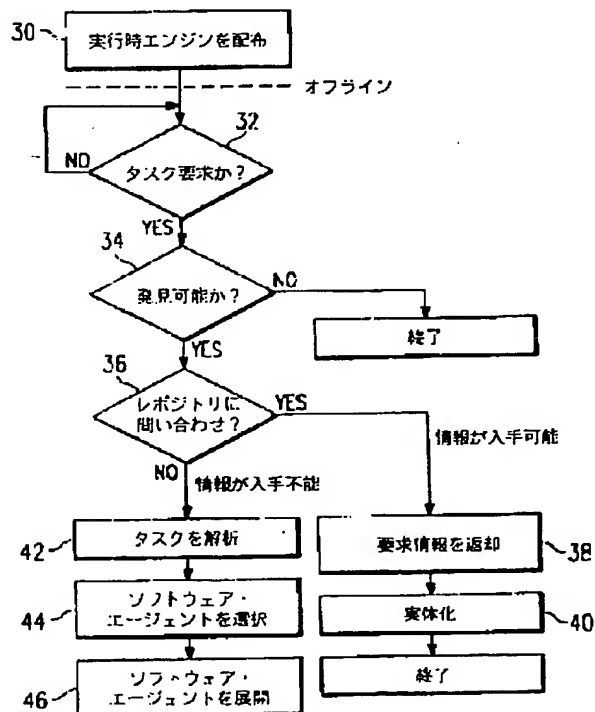 30
実行時エンジンを配布
オフライン
32
NO
タスク要求か?
YES
34
発見可能か?
NO
終了
YES
36
レポジトリに
問い合わせ?
YES
情報が入手可能
NO
情報が入手不能
42
タスクを解析
要求情報を返却
38
44
ソフトウェア・
エージェントを選択
実体化
40
46
ソフトウェア・
エージェントを展開
終了